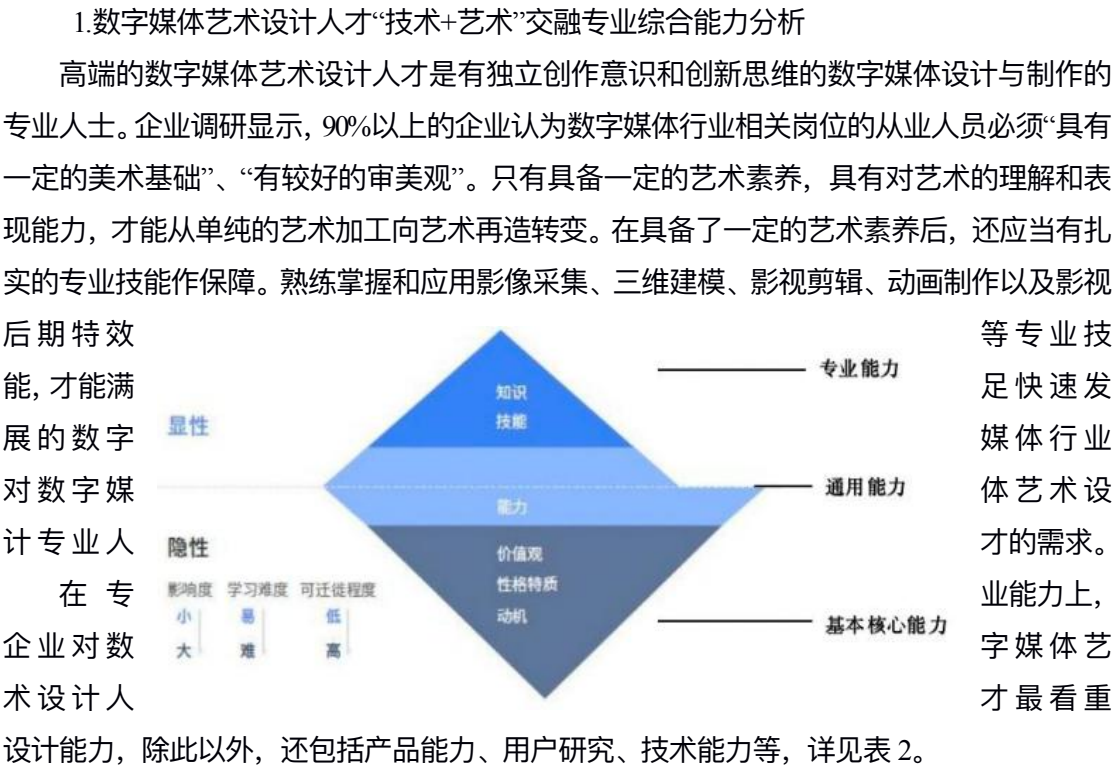 1.数字媒体艺术设计人才“技术+艺术”交融专业综合能力分析
高端的数字媒体艺术设计人才是有独立创作意识和创新思维的数字媒体设计与制作的
专业人士。企业调研显示，90%以上的企业认为数字媒体行业相关岗位的从业人员必须“具有
一定的美术基础”、“有较好的审美观”。只有具备一定的艺术素养，具有对艺术的理解和表
现能力，才能从单纯的艺术加工向艺术再造转变。在具备了一定的艺术素养后，还应当有扎
实的专业技能作保障。熟练掌握和应用影像采集、三维建模、影视剪辑、动画制作以及影视
后期特效 等专业技
能，才能满 足快速发
展的数字 媒体行业
对数字媒 体艺术设
计专业人 才的需求。
在专 业能力上，
企业对数 字媒体艺
术设计人 才最看重
设计能力，除此以外，还包括产品能力、用户研究、技术能力等，详见表 2。
显性
知识
技能
专业能力
能力
通用能力
隐性
价值观
性格特质
动机
基本核心能力
影响度 学习难度 可迁徙程度
小 易 低
大 难 高